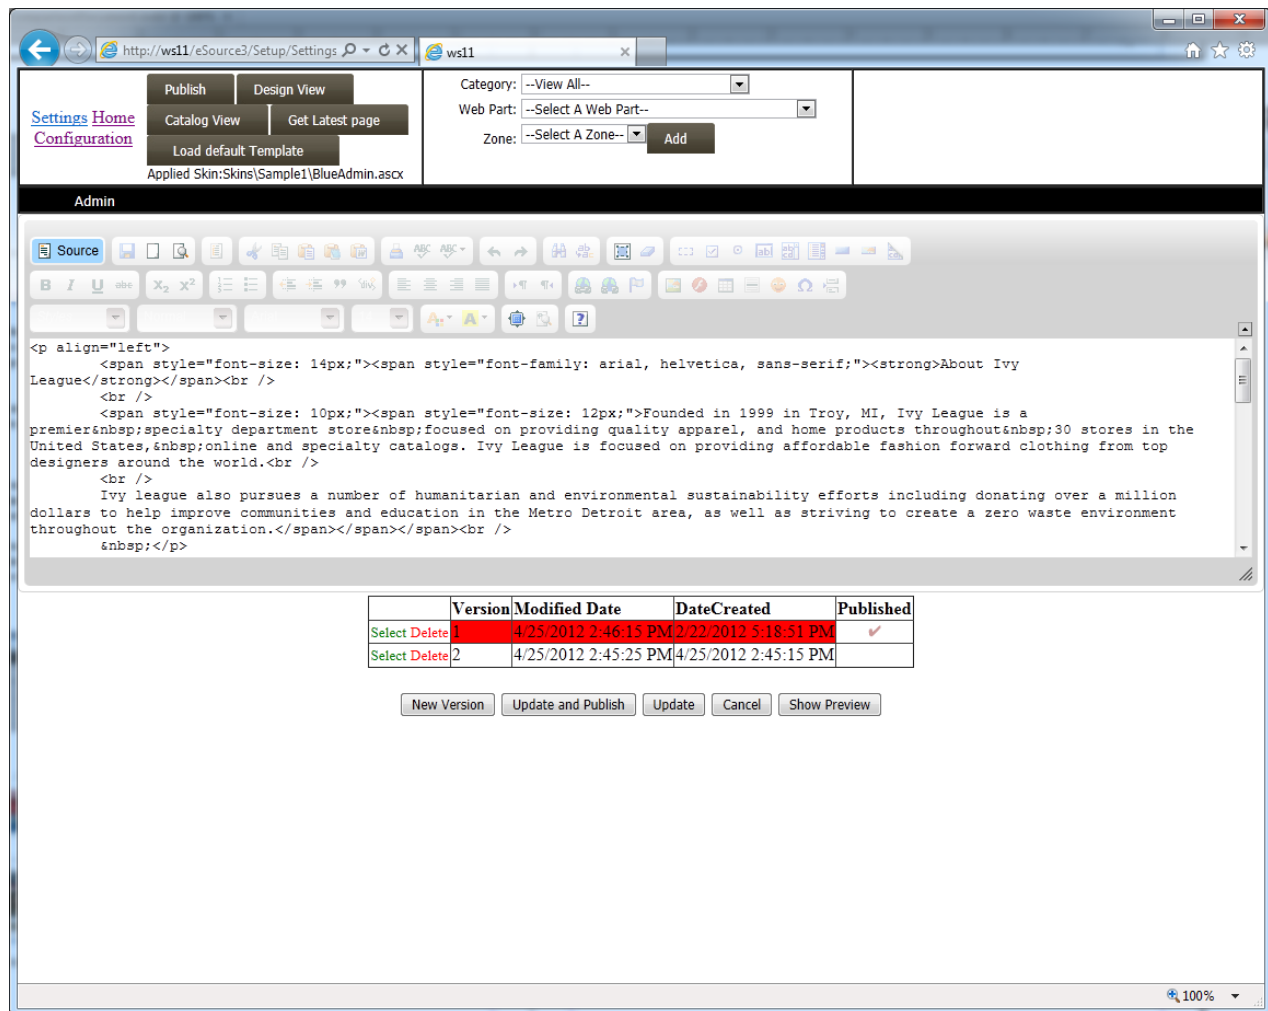 http://ws11/eSource3/Setup/Settings
ws11
Settings Home
Configuration
Publish
Design View
Catalog View
Get Latest page
Load default Template
Applied Skin:Skins\Sample1\BlueAdmin.ascx
Category: --View All--
Web Part: --Select A Web Part--
Zone: --Select A Zone--
Add
Admin
Source
<p align="left">
<span style="font-size: 14px;"><span style="font-family: arial, helvetica, sans-serif;"><strong>About Ivy
League</strong></span><br />
<br />
<span style="font-size: 10px;"><span style="font-size: 12px;">Founded in 1999 in Troy, MI, Ivy League is a
premier&nbsp;specialty department store&nbsp;focused on providing quality apparel, and home products throughout&nbsp;30 stores in the
United States,&nbsp;online and specialty catalogs. Ivy League is focused on providing affordable fashion forward clothing from top
designers around the world.<br />
<br />
Ivy league also pursues a number of humanitarian and environmental sustainability efforts including donating over a million
dollars to help improve communities and education in the Metro Detroit area, as well as striving to create a zero waste environment
throughout the organization.</span></span></span><br />
&nbsp;</p>
Version Modified Date DateCreated Published
Select Delete 1 4/25/2012 2:46:15 PM 2/22/2012 5:18:51 PM ✔
Select Delete 2 4/25/2012 2:45:25 PM 4/25/2012 2:45:15 PM
New Version Update and Publish Update Cancel Show Preview
100%